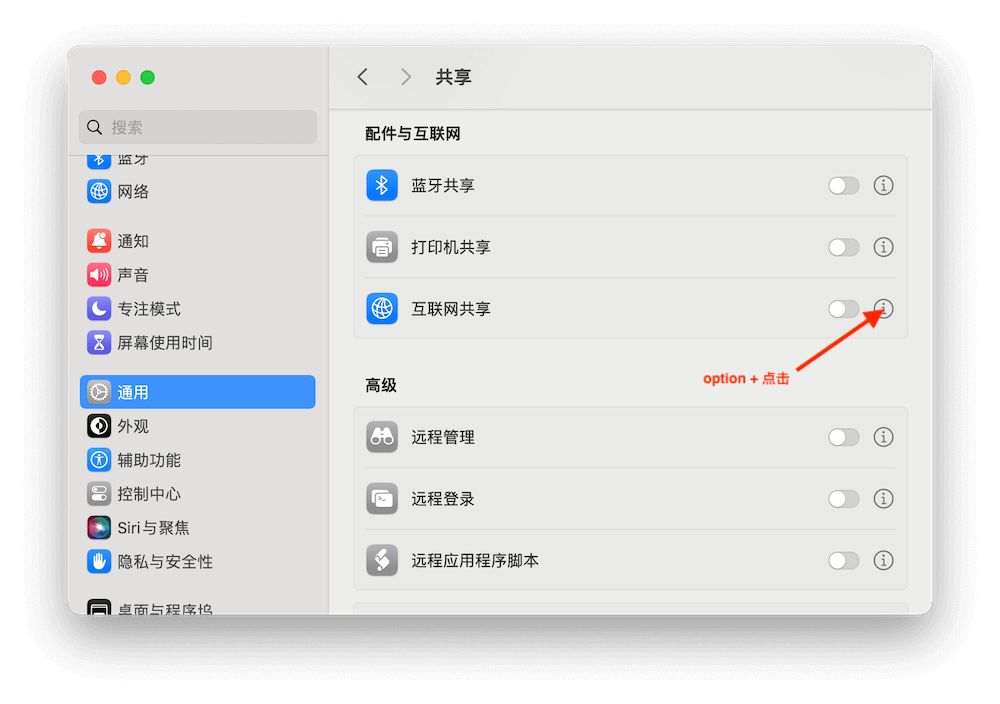 共享
搜索
蓝牙
网络
通知
声音
专注模式
屏幕使用时间
通用
外观
辅助功能
控制中心
Siri与聚焦
隐私与安全性
桌面与程序坞
配件与互联网
蓝牙共享
打印机共享
互联网共享
option + 点击
高级
远程管理
远程登录
远程应用程序脚本